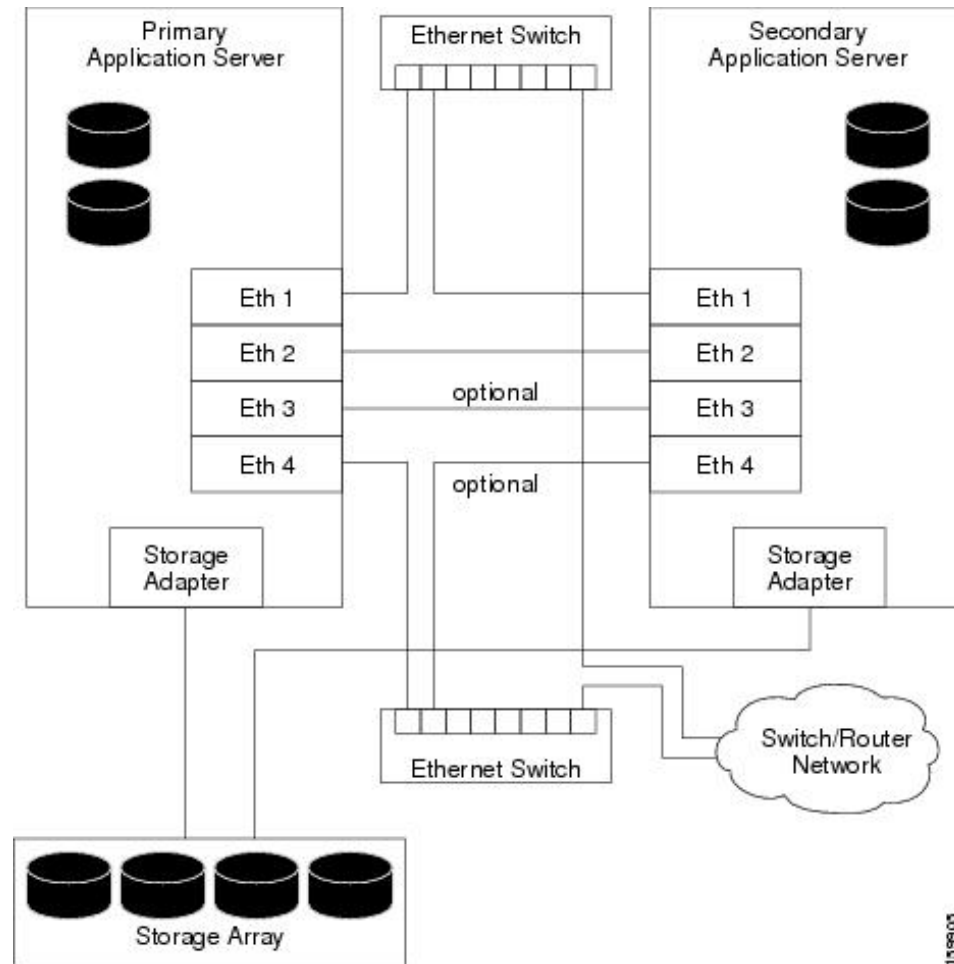 Primary
Application Server
Ethernet Switch
Secondary
Application Server
Eth 1
Eth 1
Eth 2
Eth 2
optional
Eth 3
Eth 3
Eth 4
Eth 4
optional
Storage
Adapter
Storage
Adapter
Ethernet Switch
Switch/Router
Network
Storage Array
159905